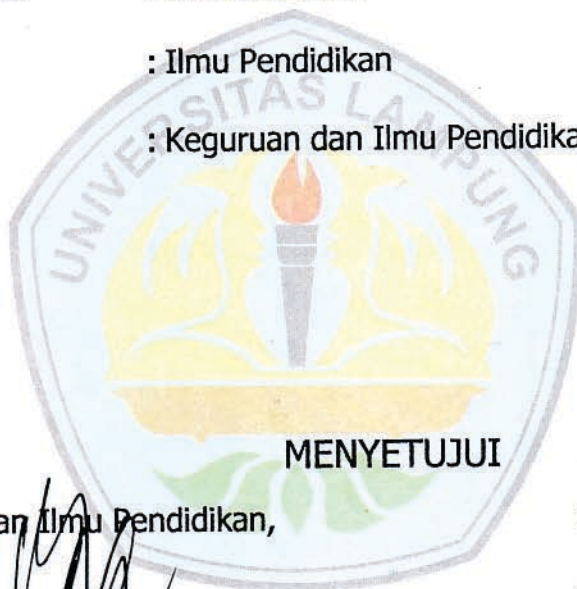 : Ilmu Pendidikan
UNIVERSITAS LAMPUNG
: Keguruan dan Ilmu Pendidika
MENYETUJUI
an Ilmu Pendidikan,